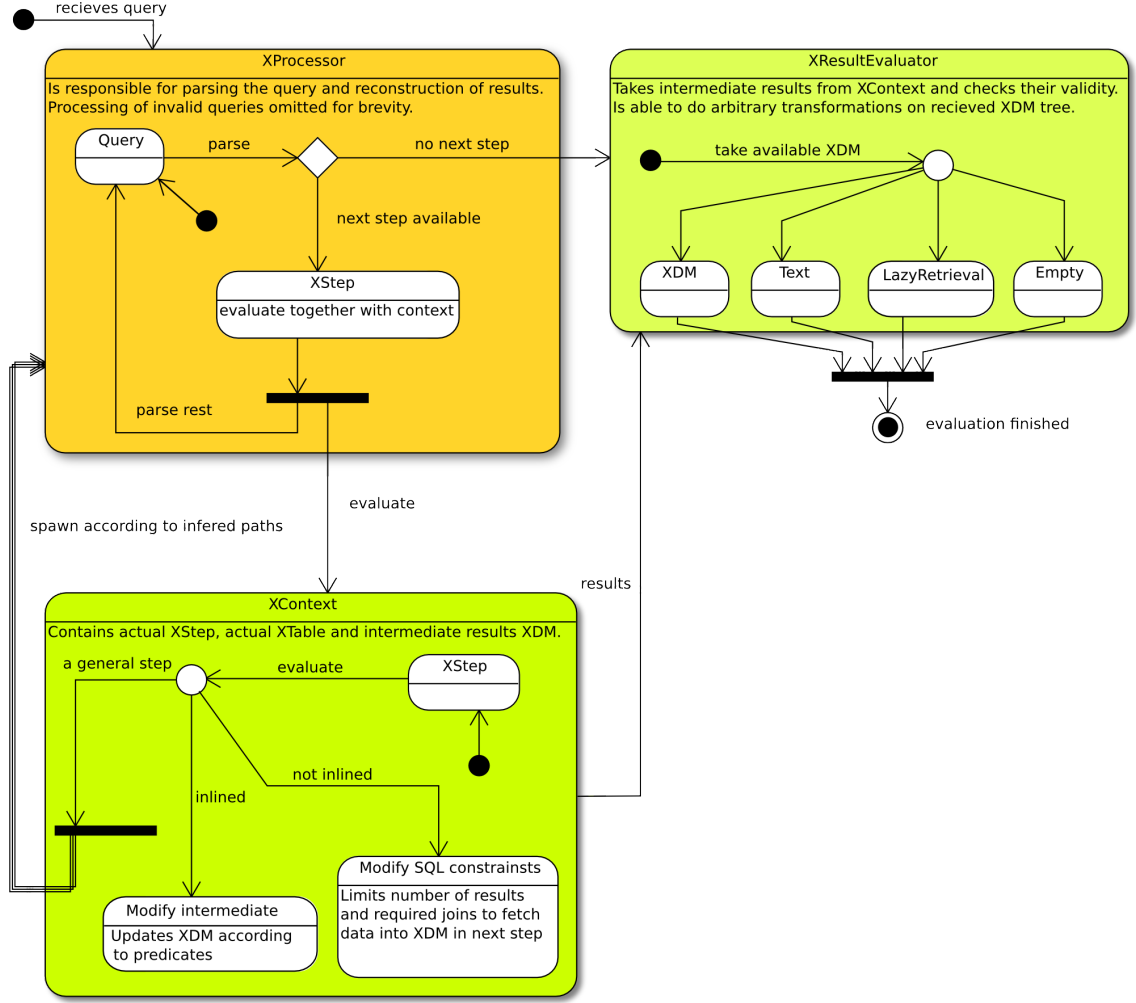 recieves query
XProcessor
Is responsible for parsing the query and reconstruction of results.
Processing of invalid queries omitted for brevity.
Query
parse
no next step
next step available
XStep
evaluate together with context
parse rest
XResultEvaluator
Takes intermediate results from XContext and checks their validity.
Is able to do arbitrary transformations on recieved XDM tree.
take available XDM
XDM
Text
LazyRetrieval
Empty
evaluation finished
evaluate
spawn according to infered paths
results
XContext
Contains actual XStep, actual XTable and intermediate results XDM.
a general step
evaluate
XStep
not inlined
inlined
Modify intermediate
Updates XDM according
to predicates
Modify SQL constrainsts
Limits number of results
and required joins to fetch
data into XDM in next step